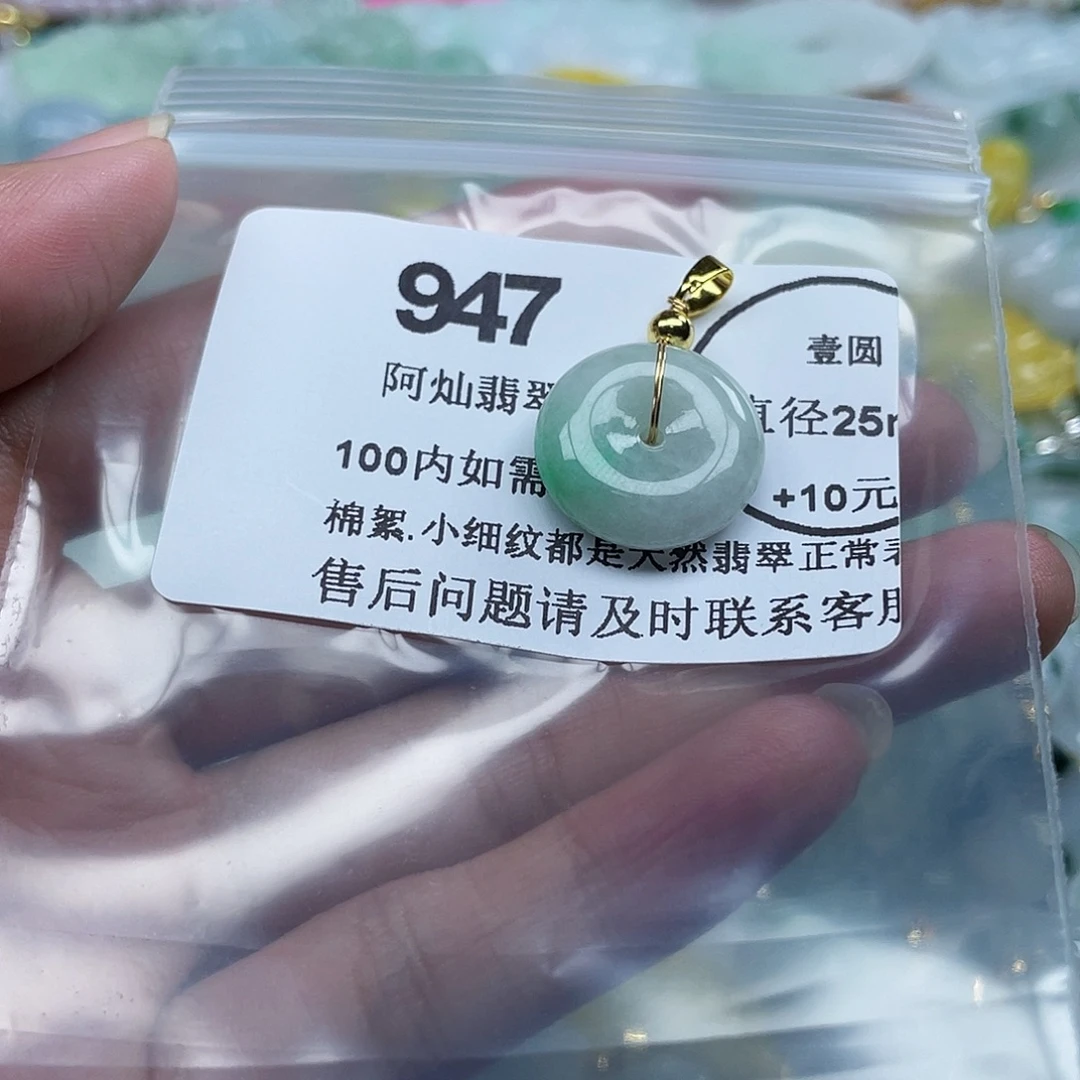 947
阿灿翡翠
100内如需
棉絮.小细纹都是天然翡翠正常
售后问题请及时联系客服
壹圆
直径25m
+10元